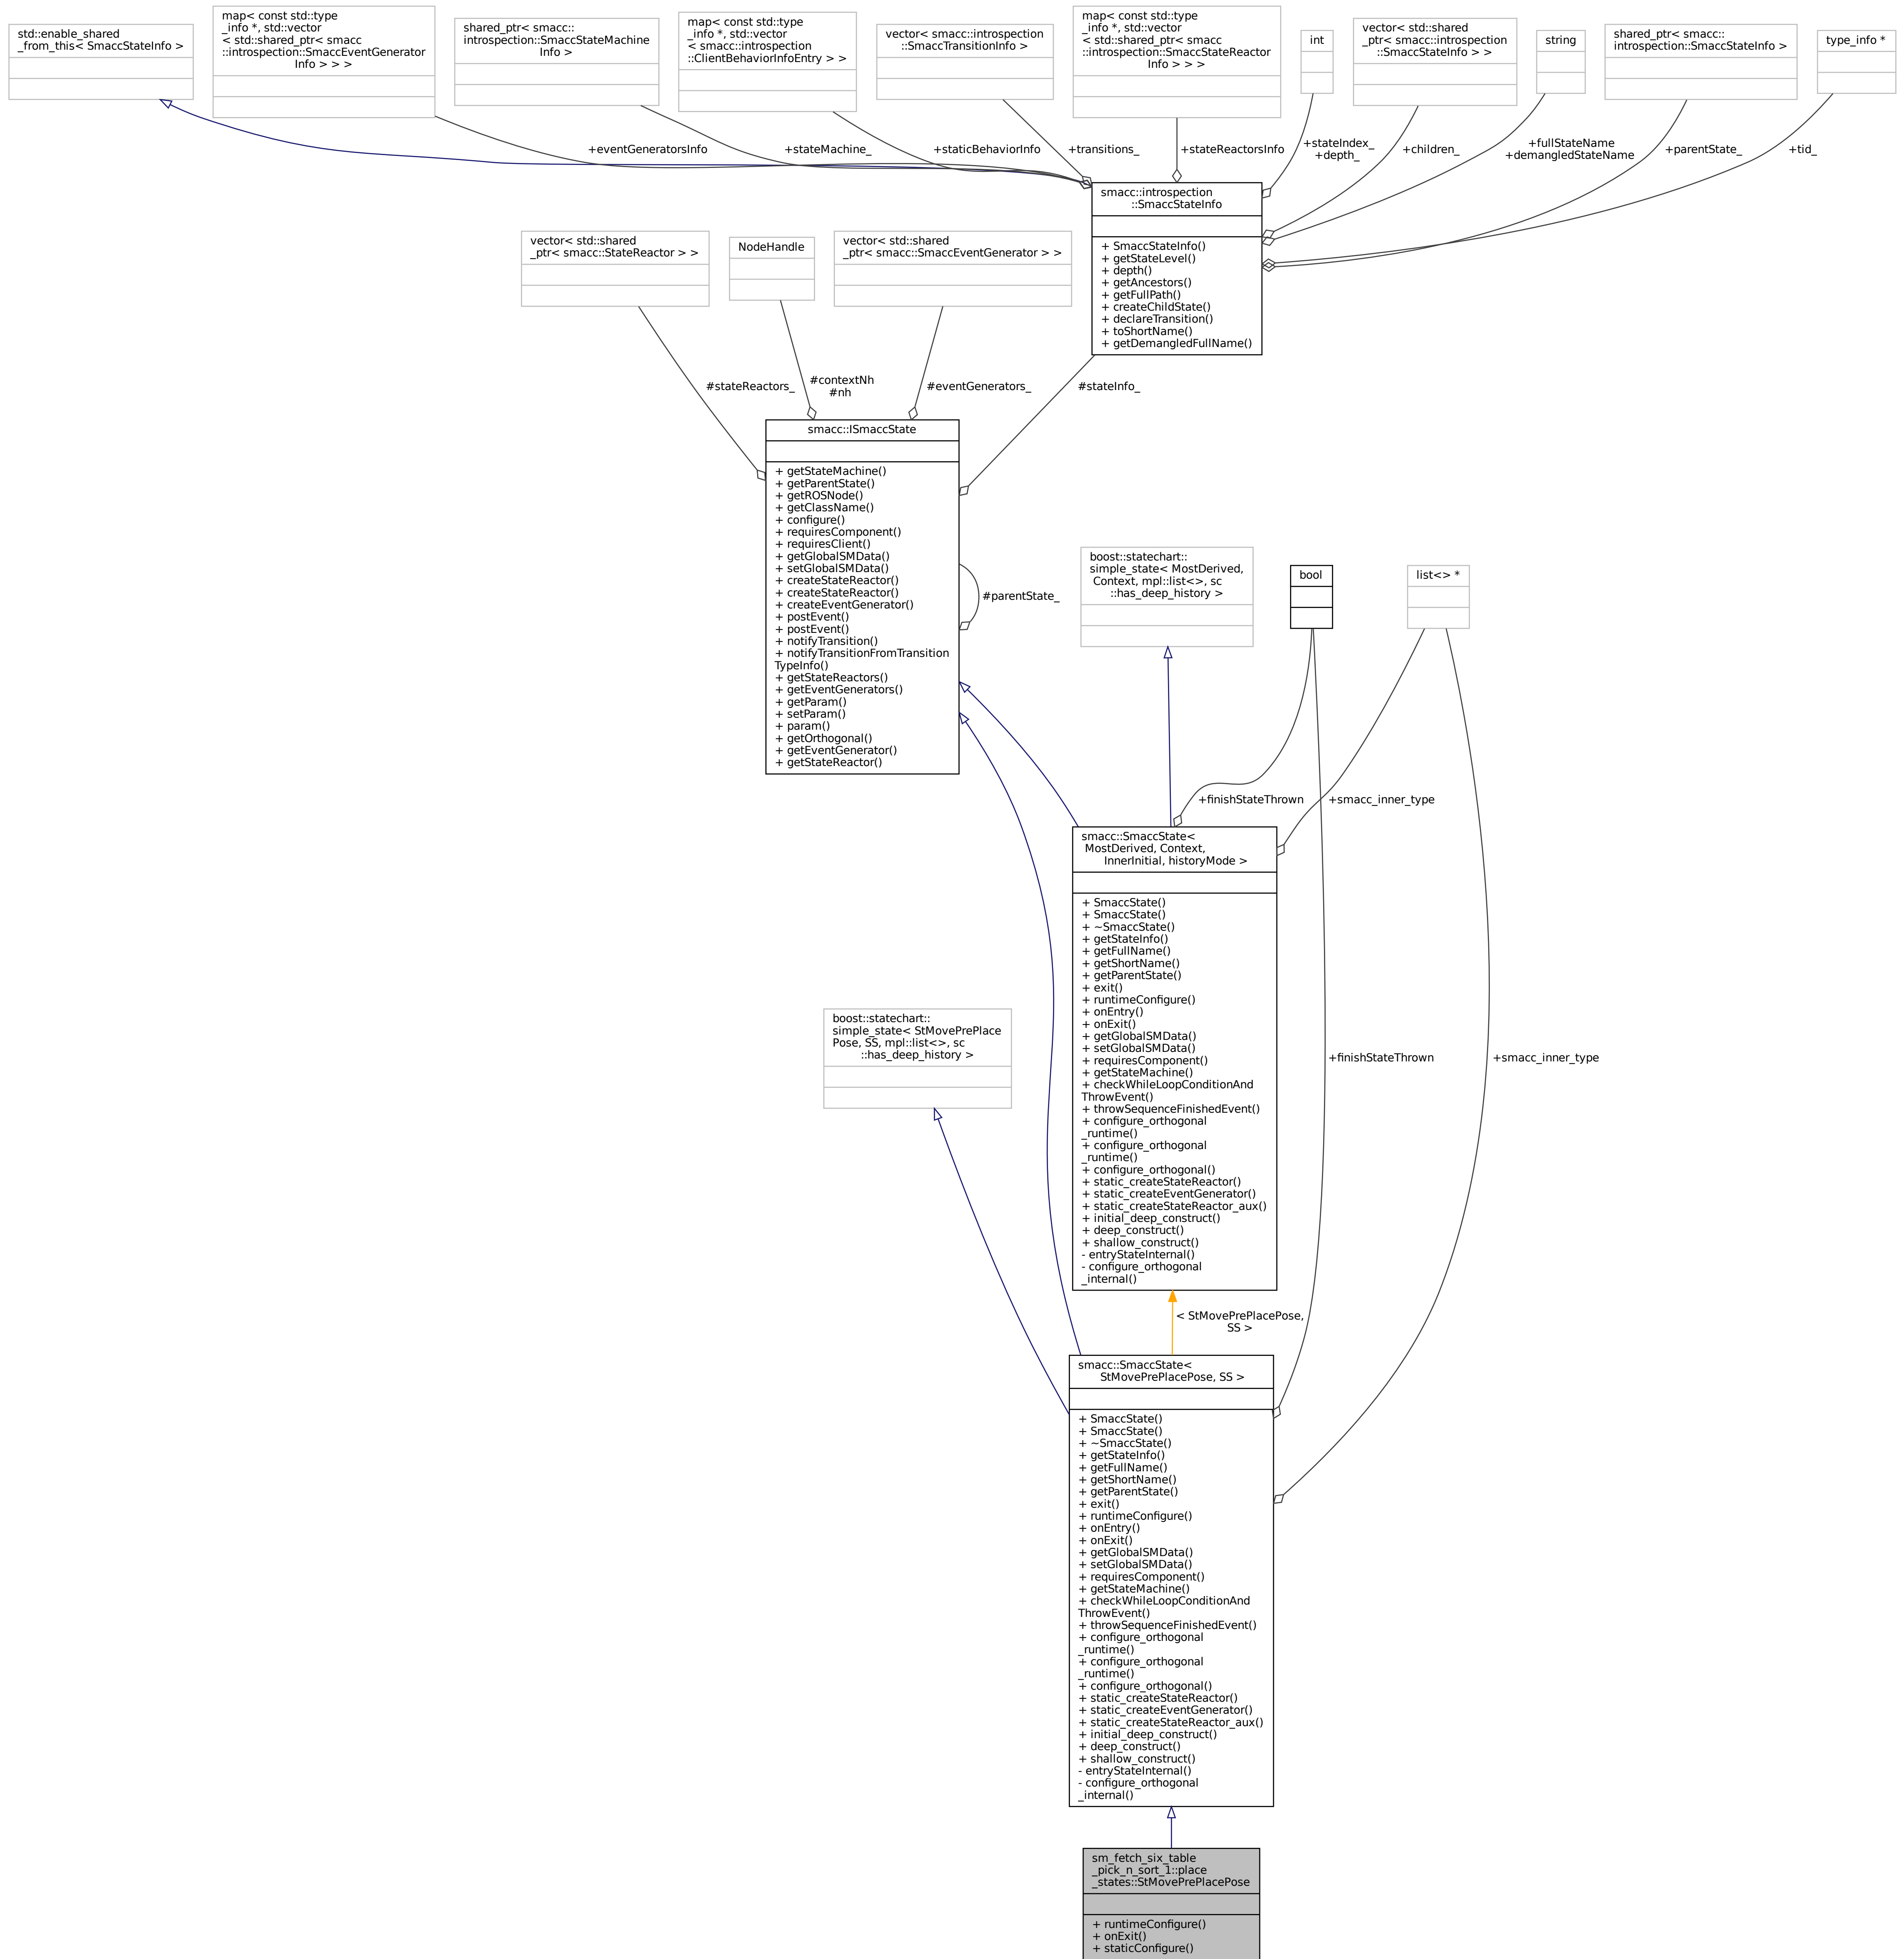 std::enable_shared
_from_this< SmaccStateInfo >
map< const std::type
_info *, std::vector
< std::shared_ptr< smacc
::introspection::SmaccEventGenerator
Info > > >
shared_ptr< smacc::
introspection::SmaccStateMachine
Info >
map< const std::type
_info *, std::vector
< smacc::introspection
::ClientBehaviorInfoEntry > >
vector< smacc::introspection
::SmaccTransitionInfo >
map< const std::type
_info *, std::vector
< std::shared_ptr< smacc
::introspection::SmaccStateReactor
Info > > >
int
vector< std::shared
_ptr< smacc::introspection
::SmaccStateInfo > >
string
shared_ptr< smacc::
introspection::SmaccStateInfo >
type_info *
+eventGeneratorsInfo
+stateMachine_
+staticBehaviorInfo
+transitions_
+stateReactorsInfo
+stateIndex_
+depth_
+children_
+fullStateName
+demangledStateName
+parentState_
+tid_
smacc::introspection
::SmaccStateInfo
+ SmaccStateInfo()
+ getStateLevel()
+ depth()
+ getAncestors()
+ getFullPath()
+ createChildState()
+ declareTransition()
+ toShortName()
+ getDemangledFullName()
vector< std::shared
_ptr< smacc::StateReactor > >
NodeHandle
vector< std::shared
_ptr< smacc::SmaccEventGenerator > >
#stateReactors_
#contextNh
#nh
#eventGenerators_
#stateInfo_
smacc::ISmaccState
+ getStateMachine()
+ getParentState()
+ getROSNode()
+ getClassName()
+ configure()
+ requiresComponent()
+ requiresClient()
+ getGlobalSMData()
+ setGlobalSMData()
+ createStateReactor()
+ createStateReactor()
+ createEventGenerator()
+ postEvent()
+ postEvent()
+ notifyTransition()
+ notifyTransitionFromTransition
TypeInfo()
+ getStateReactors()
+ getEventGenerators()
+ getParam()
+ setParam()
+ param()
+ getOrthogonal()
+ getEventGenerator()
+ getStateReactor()
#parentState_
boost::statechart::
simple_state< MostDerived,
Context, mpl::list<>, sc
::has_deep_history >
bool
list<> *
+finishStateThrown
+smacc_inner_type
smacc::SmaccState<
MostDerived, Context,
InnerInitial, historyMode >
+ SmaccState()
+ SmaccState()
+ ~SmaccState()
+ getStateInfo()
+ getFullName()
+ getShortName()
+ getParentState()
+ exit()
+ runtimeConfigure()
+ onEntry()
+ onExit()
+ getGlobalSMData()
+ setGlobalSMData()
+ requiresComponent()
+ getStateMachine()
+ checkWhileLoopConditionAnd
ThrowEvent()
+ throwSequenceFinishedEvent()
+ configure_orthogonal
_runtime()
+ configure_orthogonal
_runtime()
+ configure_orthogonal()
+ static_createStateReactor()
+ static_createEventGenerator()
+ static_createStateReactor_aux()
+ initial_deep_construct()
+ deep_construct()
+ shallow_construct()
- entryStateInternal()
- configure_orthogonal
_internal()
boost::statechart::
simple_state< StMovePrePlace
Pose, SS, mpl::list<>, sc
::has_deep_history >
+finishStateThrown
+smacc_inner_type
< StMovePrePlacePose,
SS >
smacc::SmaccState<
StMovePrePlacePose, SS >
+ SmaccState()
+ SmaccState()
+ ~SmaccState()
+ getStateInfo()
+ getFullName()
+ getShortName()
+ getParentState()
+ exit()
+ runtimeConfigure()
+ onEntry()
+ onExit()
+ getGlobalSMData()
+ setGlobalSMData()
+ requiresComponent()
+ getStateMachine()
+ checkWhileLoopConditionAnd
ThrowEvent()
+ throwSequenceFinishedEvent()
+ configure_orthogonal
_runtime()
+ configure_orthogonal
_runtime()
+ configure_orthogonal()
+ static_createStateReactor()
+ static_createEventGenerator()
+ static_createStateReactor_aux()
+ initial_deep_construct()
+ deep_construct()
+ shallow_construct()
- entryStateInternal()
- configure_orthogonal
_internal()
sm_fetch_six_table
_pick_n_sort_1::place
_states::StMovePrePlacePose
+ runtimeConfigure()
+ onExit()
+ staticConfigure()